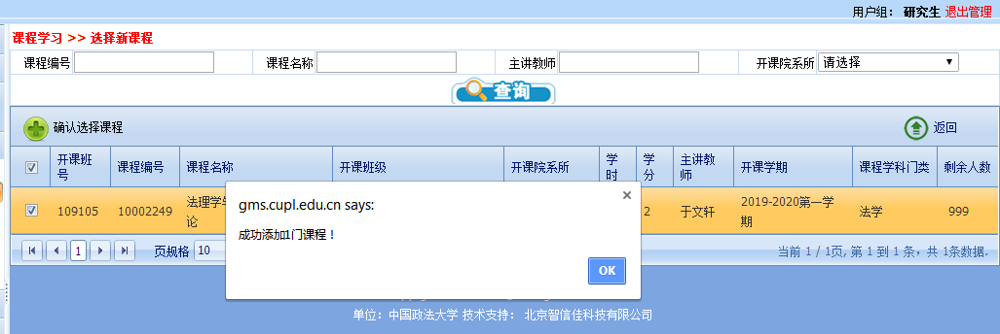 用户组： 研究生 退出管理
课程学习 >> 选择新课程
课程编号 课程名称 主讲教师 开课院系所 请选择
查询
确认选择课程 返回
开课班号 课程编号 课程名称 开课班级 开课院系所 学时 学分 主讲教师 开课学期 课程学科门类 剩余人数
109105 10002249 法理学 论 2 于文轩 2019-2020第一学期 法学 999
gms.cupl.edu.cn says:
成功添加1门课程！
OK
1 页规格 10 当前 1 / 1页, 第 1 到 1 条，共 1条数据.
单位：中国政法大学 技术支持： 北京智信佳科技有限公司